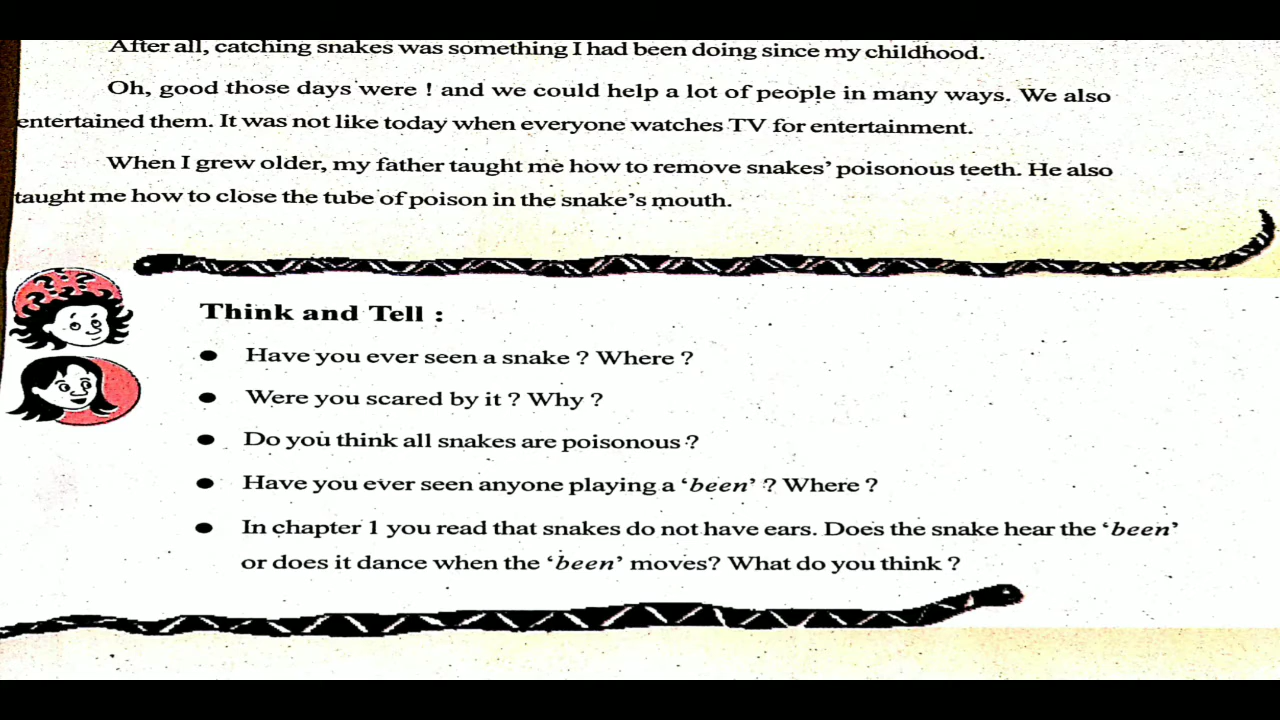 After all, catching snakes was something I had been doing since my childhood.
Oh, good those days were ! and we could help a lot of people in many ways. We also
entertained them. It was not like today when everyone watches TV for entertainment.
When I grew older, my father taught me how to remove snakes' poisonous teeth. He also
taught me how to close the tube of poison in the snake's mouth.
Think and Tell :
● Have you ever seen a snake ? Where ?
● Were you scared by it ? Why ?
● Do you think all snakes are poisonous ?
● Have you ever seen anyone playing a 'been' ? Where ?
● In chapter 1 you read that snakes do not have ears. Does the snake hear the 'been'
or does it dance when the 'been' moves? What do you think ?